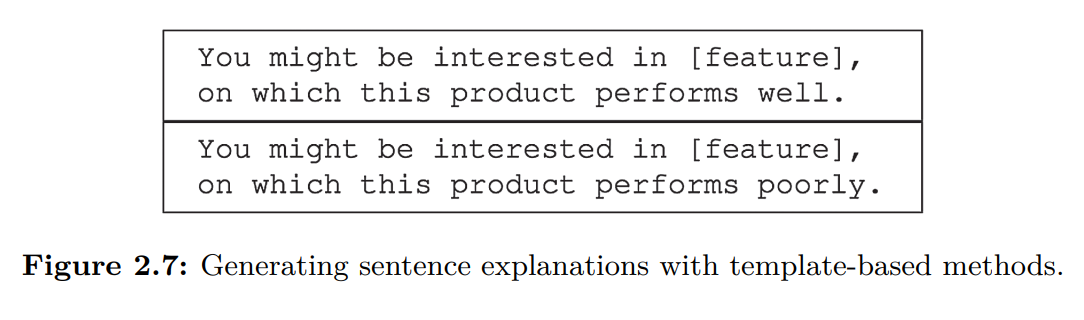 You might be interested in [feature],
on which this product performs well.
You might be interested in [feature],
on which this product performs poorly.
Figure 2.7: Generating sentence explanations with template-based methods.